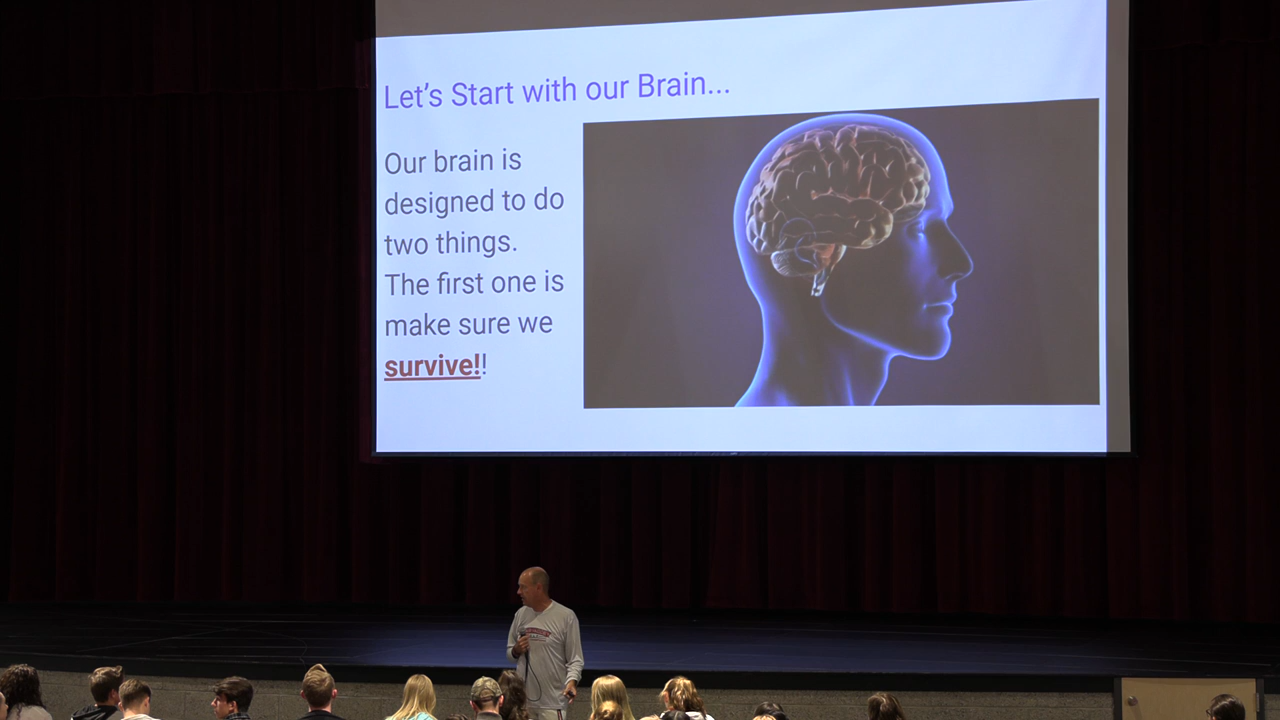 Let's Start with our Brain...
Our brain is
designed to do
two things.
The first one is
make sure we
survive!!